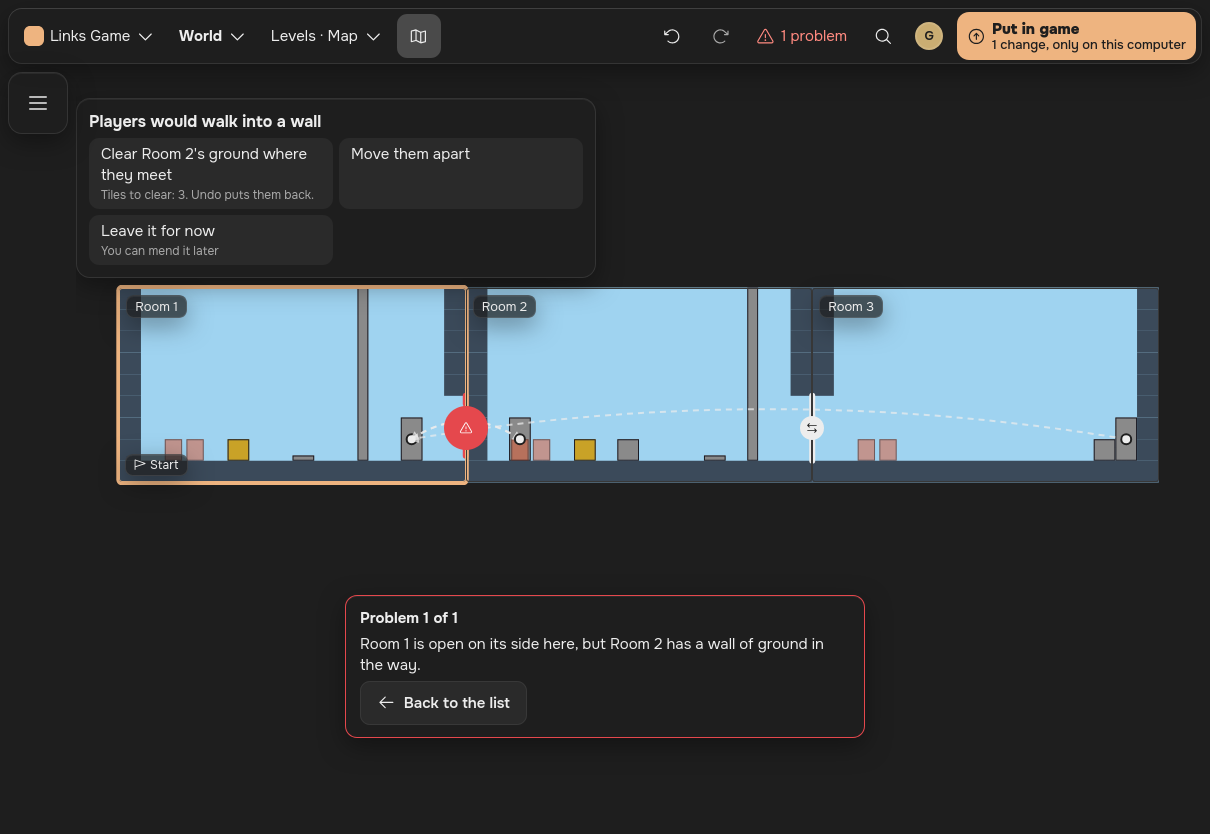 Links Game
World
Levels · Map
1 problem
G
Put in game
1 change, only on this computer
Players would walk into a wall
Clear Room 2's ground where
they meet
Tiles to clear: 3. Undo puts them back.
Move them apart
Leave it for now
You can mend it later
Room 1
Room 2
Room 3
Start
Problem 1 of 1
Room 1 is open on its side here, but Room 2 has a wall of ground in
the way.
Back to the list